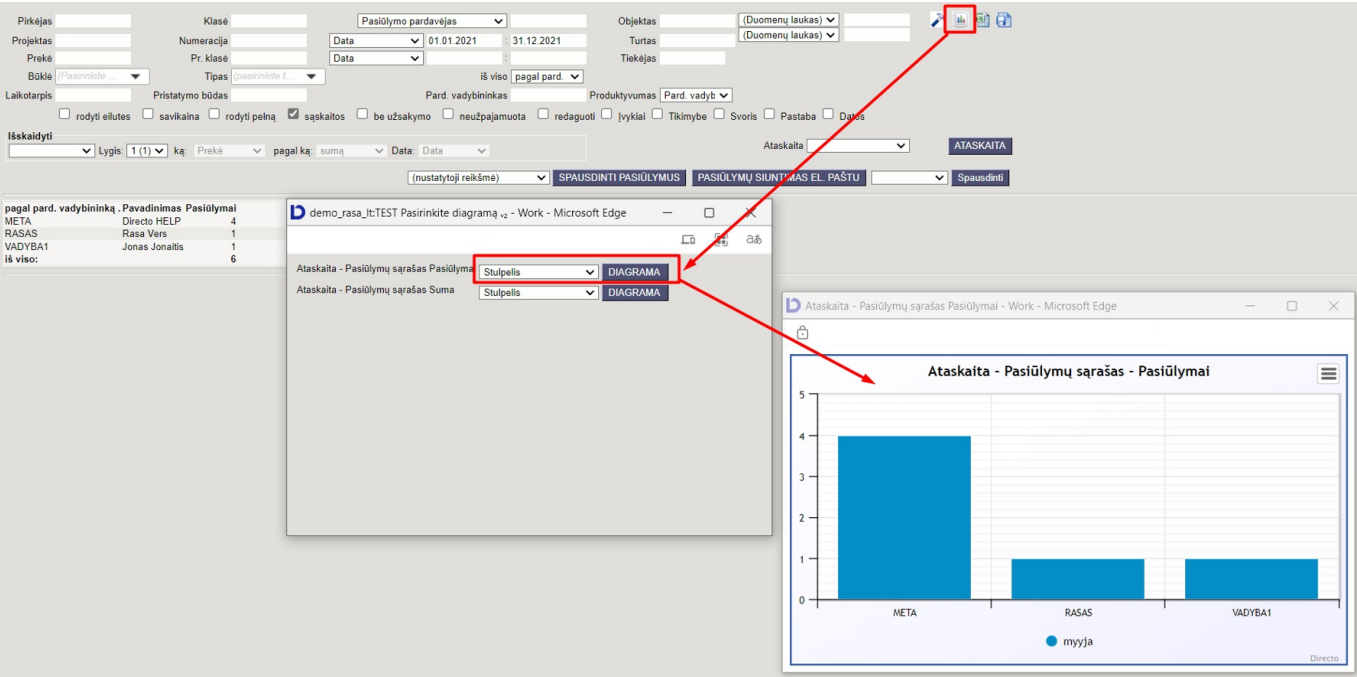 Pirkėjas Klasė Pasiūlymo pardavėjas Objektas (Duomenų laukas)
Projektas Numeracija Data 01.01.2021 : 31.12.2021 Turtas (Duomenų laukas)
Prekė Pr. klasė Data : Tiekėjas
Būklė (Pasirinkite ... Tipas (pasirinkite t... iš viso pagal pard.
Laikotarpis Pristatymo būdas Pard. vadybininkas Produktyvumas Pard. vadyb
rodyti eilutes savikaina rodyti pelną sąskaitos be užsakymo neužpajamuota redaguoti Įvykiai Tikimybe Svoris Pastaba Datos
Išskaidyti
Lygis: 1 (1) ką: Prekė pagal ką: sumą Data: Data Ataskaita ATASKAITA
(nustatytoji reikšmė) SPAUSDINTI PASIŪLYMUS PASIŪLYMŲ SIUNTIMAS EL. PAŠTU Spausdinti
pagal pard. vadybininką . Pavadinimas Pasiūlymai
META Directo HELP 4
RASAS Rasa Vers 1
VADYBA1 Jonas Jonaitis 1
iš viso: 6
demo_rasa_lt:TEST Pasirinkite diagramą v2 - Work - Microsoft Edge
aあ
Ataskaita - Pasiūlymų sąrašas Pasiūlyma Stulpelis DIAGRAMA
Ataskaita - Pasiūlymų sąrašas Suma Stulpelis DIAGRAMA
Ataskaita - Pasiūlymų sąrašas Pasiūlymai - Work - Microsoft Edge
Ataskaita - Pasiūlymų sąrašas - Pasiūlymai
5
4
3
2
1
0
META RASAS VADYBA1
myyja
Directo